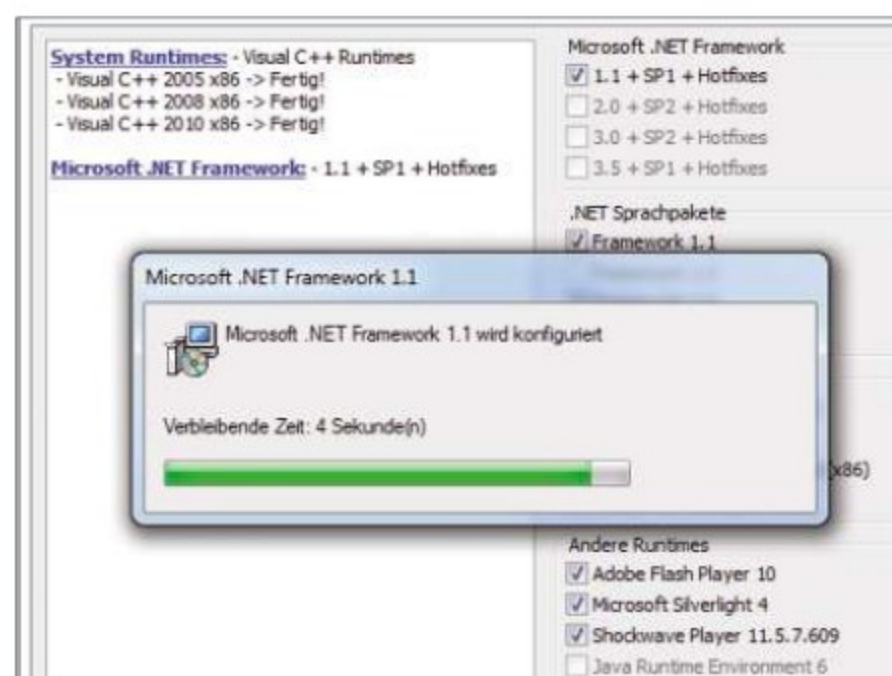 System Runtimes: - Visual C++ Runtimes
- Visual C++ 2005 x86 -> Fertig!
- Visual C++ 2008 x86 -> Fertig!
- Visual C++ 2010 x86 -> Fertig!
Microsoft .NET Framework: - 1.1 + SP1 + Hotfixes
Microsoft .NET Framework
1.1 + SP1 + Hotfixes
2.0 + SP2 + Hotfixes
3.0 + SP2 + Hotfixes
3.5 + SP1 + Hotfixes
.NET Sprachpakete
Framework 1.1
Microsoft .NET Framework 1.1
Microsoft .NET Framework 1.1 wird konfiguriert
Verbleibende Zeit: 4 Sekunde(n)
(x86)
Andere Runtimes
Adobe Flash Player 10
Microsoft Silverlight 4
Shockwave Player 11.5.7.609
Java Runtime Environment 6